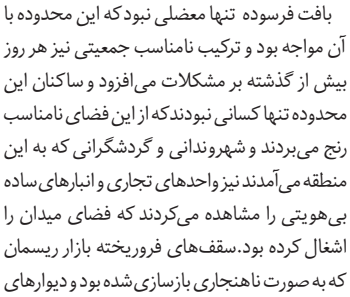 بافت فرسوده تنها معضلی نبود که این محدوده با
آن مواجه بود و ترکیب نامناسب جمعیتی نیز هر روز
بیش از گذشته بر مشکلات می‌افزود و ساکنان این
محدوده تنها کسانی نبودندکه از این فضای نامناسب
رنج می‌بردند و شهروندانی و گردشگرانی که به این
منطقه می‌آمدند نیز واحدهای تجاری و انبارهای ساده
بی‌هویتی را مشاهده می‌کردند که فضای میدان را
اشغال کرده بود.سقف‌های فروریخته بازار ریسمان
که به صورت ناهنجاری بازسازی شده بود و دیوارهای